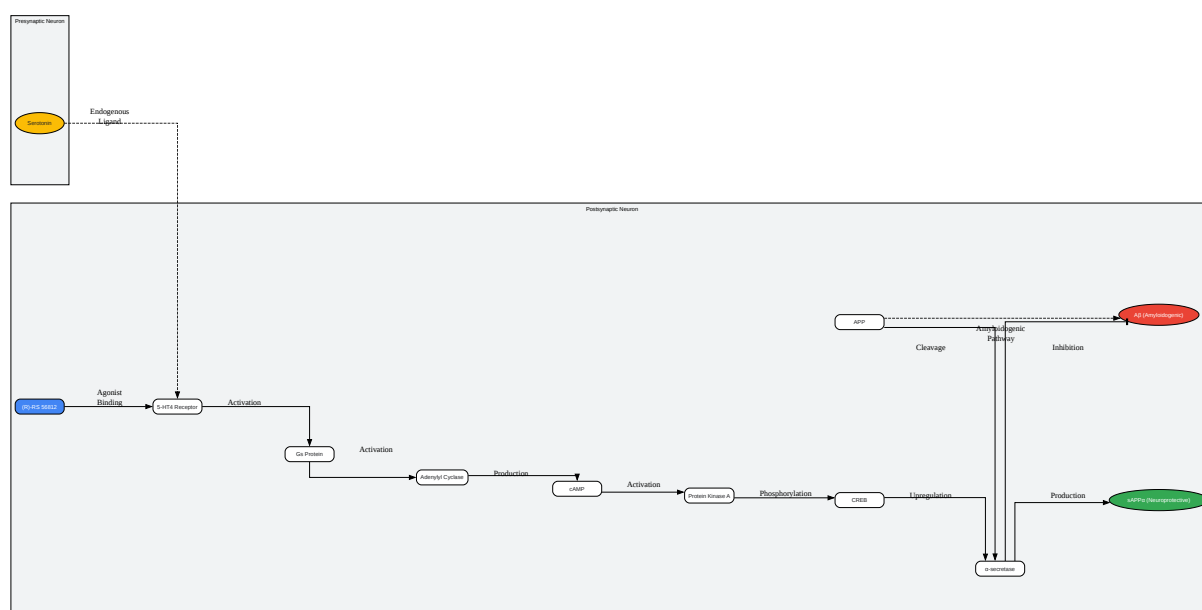 Presynaptic Neuron
Serotonin
Endogenous
Ligand
Postsynaptic Neuron
APP
Aβ (Amyloidogenic)
Amyloidogenic
Pathway
Cleavage
Inhibition
(R)-RS 56812
Agonist
Binding
5-HT4 Receptor
Activation
Gs Protein
Activation
Adenylyl Cyclase
Production
cAMP
Activation
Protein Kinase A
Phosphorylation
CREB
Upregulation
Production
sAPPα (Neuroprotective)
α-secretase